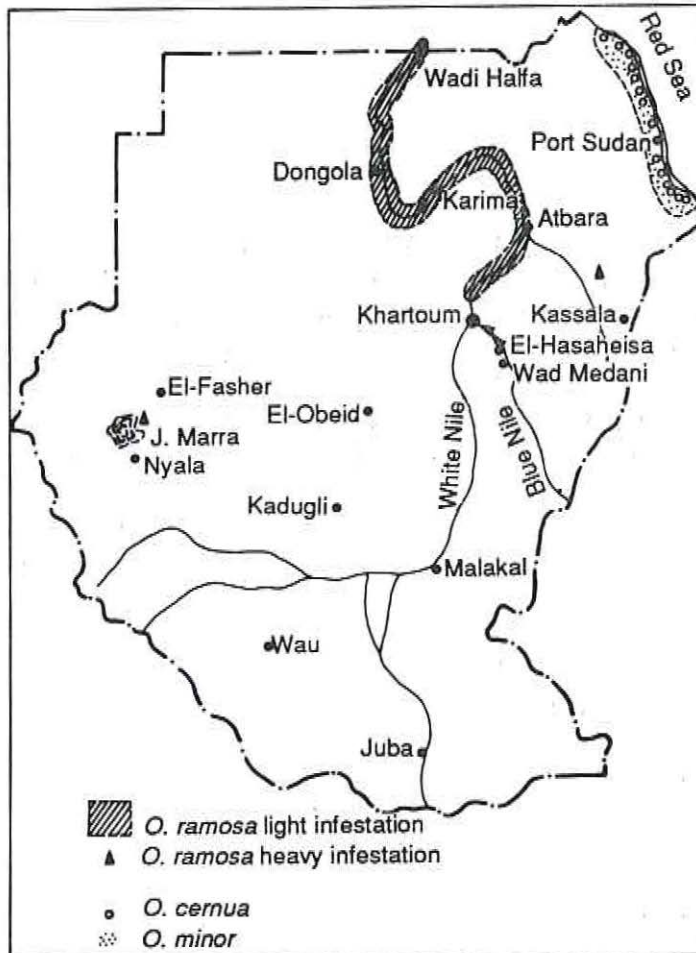 Red Sea
Wadi Halfa
Port Sudan
Dongola
Karima
Atbara
Khartoum
Kassala
El-Hasaheisa
Wad Medani
El-Fasher
El-Obeid
J. Marra
Nyala
White Nile
Blue Nile
Kadugli
Malakal
Wau
Juba
O. ramosa light infestation
O. ramosa heavy infestation
O. cernua
O. minor